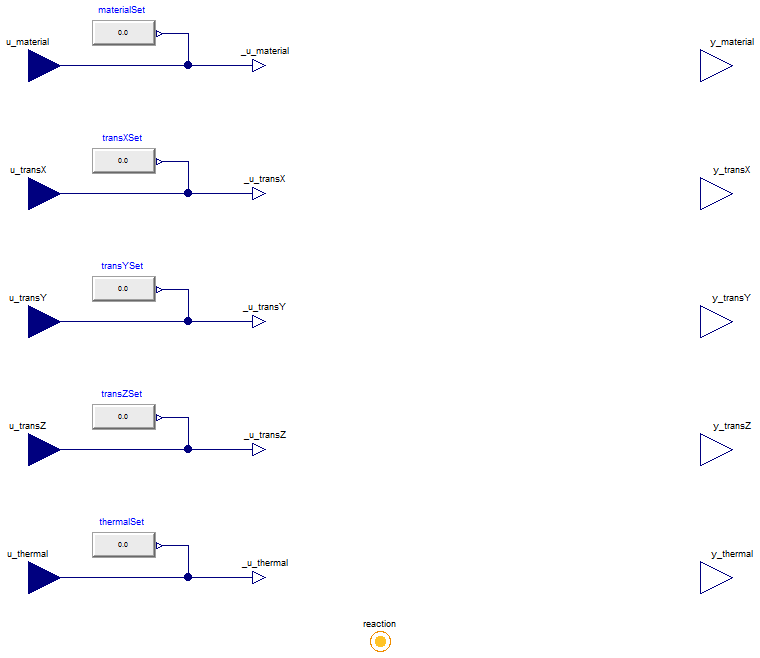 materialSet
u_material
0.0
_u_material
y_material
transXSet
u_transX
0.0
_u_transX
y_transX
transYSet
u_transY
0.0
_u_transY
y_transY
transZSet
u_transZ
0.0
_u_transZ
y_transZ
thermalSet
u_thermal
0.0
_u_thermal
y_thermal
reaction